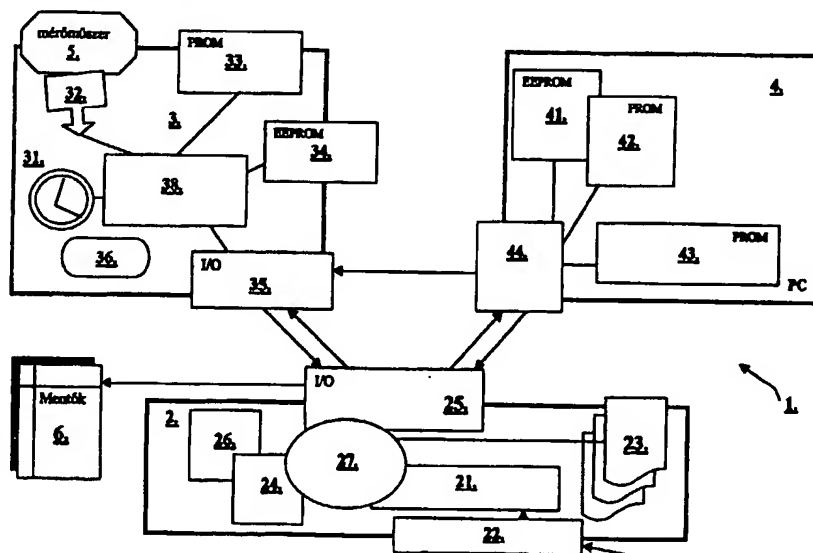 mérőműszer
5.
32.
PROM
33.
3.
EEPROM
34.
31.
38.
36.
I/O
35.
4.
EEPROM
41.
PROM
42.
44.
PROM
43.
PC
Mentők
6.
I/O
25.
1.
2.
26.
24.
27.
21.
23.
22.